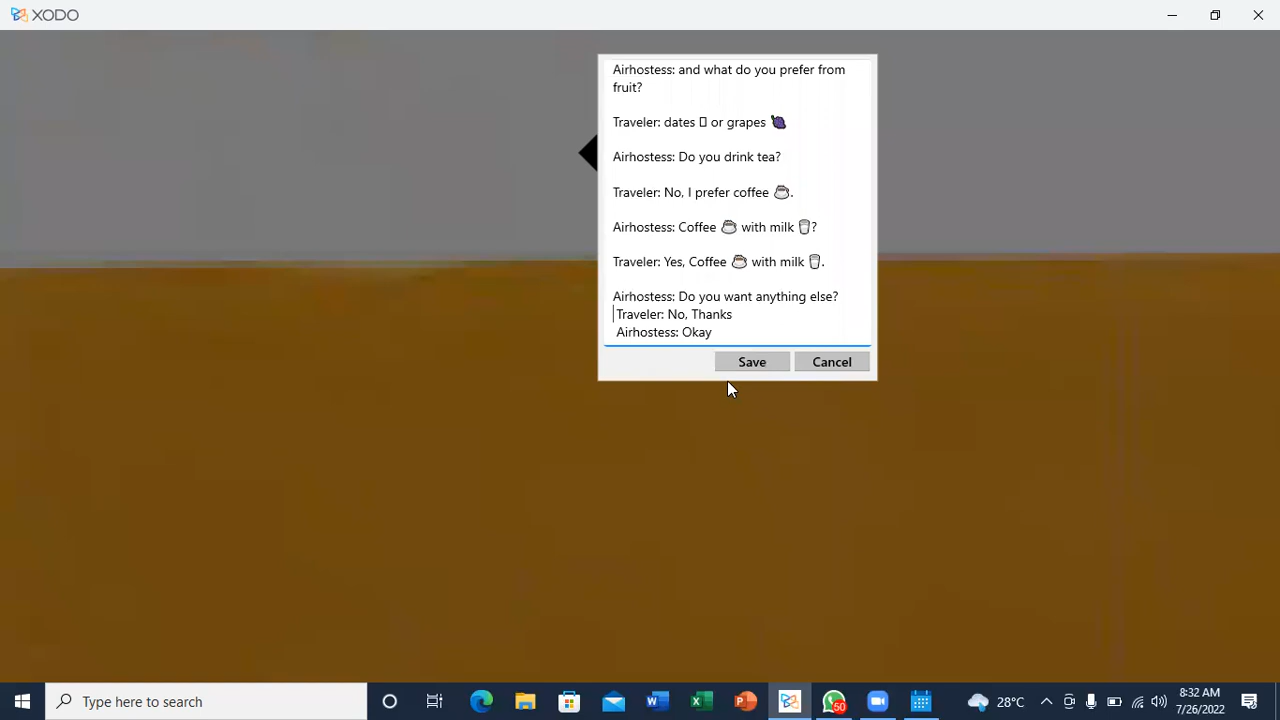 XODO
Airhostess: and what do you prefer from
fruit?
Traveler: dates ▯ or grapes 🍇
Airhostess: Do you drink tea?
Traveler: No, I prefer coffee ☕.
Airhostess: Coffee ☕ with milk 🥛?
Traveler: Yes, Coffee ☕ with milk 🥛.
Airhostess: Do you want anything else?
Traveler: No, Thanks
Airhostess: Okay
Save Cancel
Type here to search
50
28°C
8:32 AM
7/26/2022